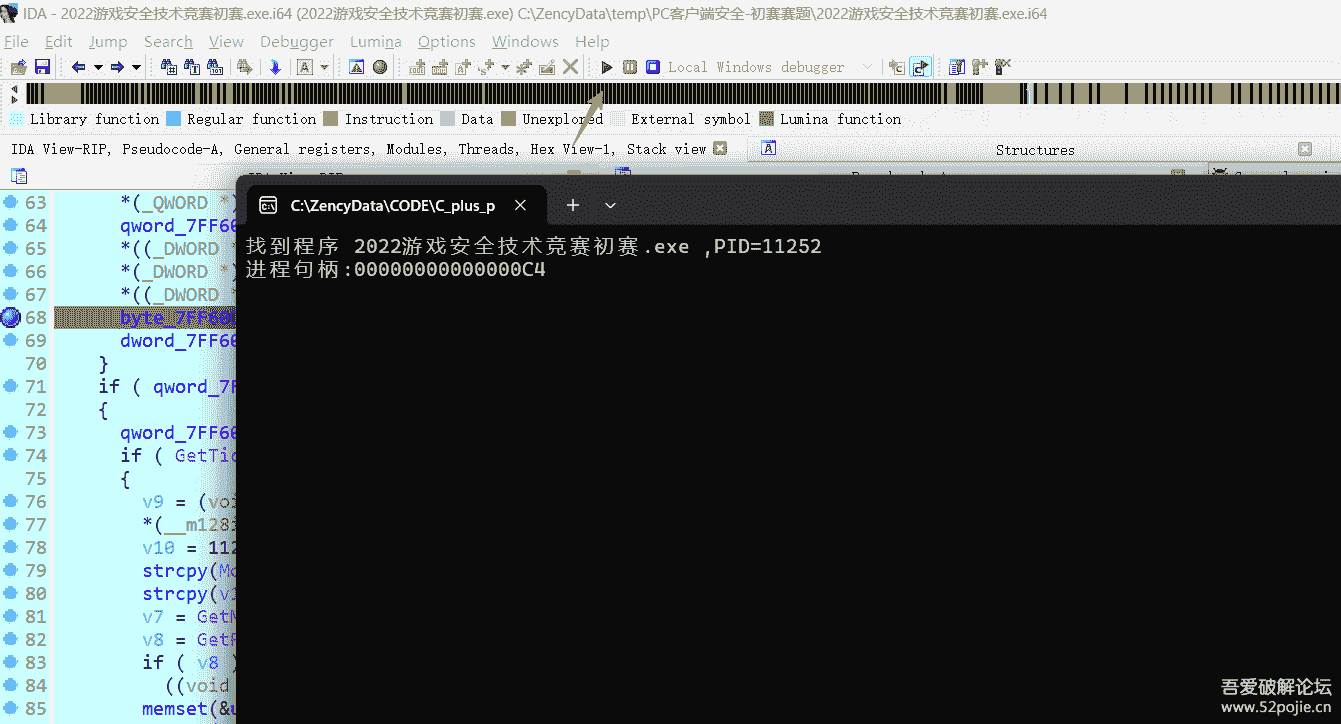 IDA - 2022游戏安全技术竞赛初赛.exe.i64 (2022游戏安全技术竞赛初赛.exe) C:\ZencyData\temp\PC客户端安全-初赛赛题\2022游戏安全技术竞赛初赛.exe.i64
File Edit Jump Search View Debugger Lumina Options Windows Help
Local Windows debugger
Library function Regular function Instruction Data Unexplored External symbol Lumina function
IDA View-RIP, Pseudocode-A, General registers, Modules, Threads, Hex View-1, Stack view
Structures
C:\ZencyData\CODE\C_plus_p
找到程序 2022游戏安全技术竞赛初赛.exe ,PID=11252
进程句柄:00000000000000C4
63 *(_QWORD *)
64 qword_7FF60
65 *((_DWORD *
66 *(_DWORD *)
67 *((_DWORD *
68 byte_7FF60
69 dword_7FF60
70 }
71 if ( qword_7F
72 {
73 qword_7FF60
74 if ( GetTic
75 {
76 v9 = (voi
77 *(__m128i
78 v10 = 112
79 strcpy(Mo
80 strcpy(v1
81 v7 = GetM
82 v8 = GetP
83 if ( v8 )
84 ((void
85 memset(&u
吾爱破解论坛
www.52pojie.cn